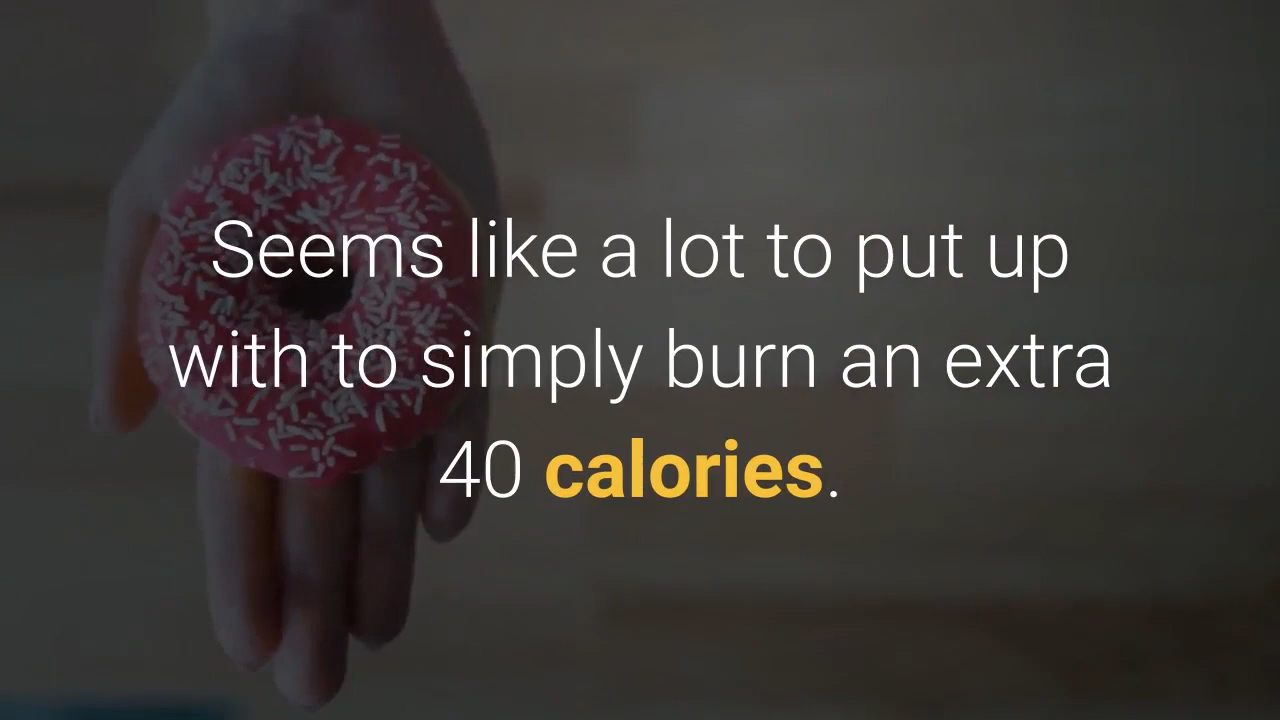 Seems like a lot to put up
with to simply burn an extra
40 calories.